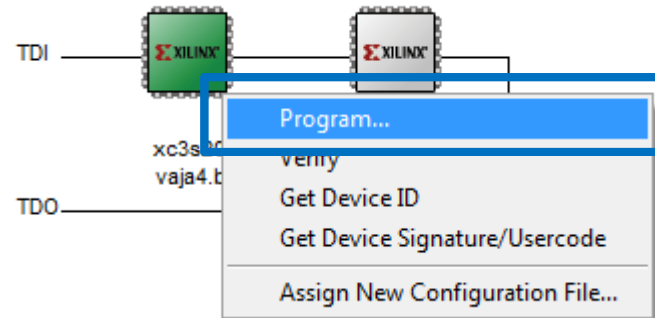 TDI
XILINX
XILINX
Program...
Verify
Get Device ID
Get Device Signature/Usercode
Assign New Configuration File...
TDO